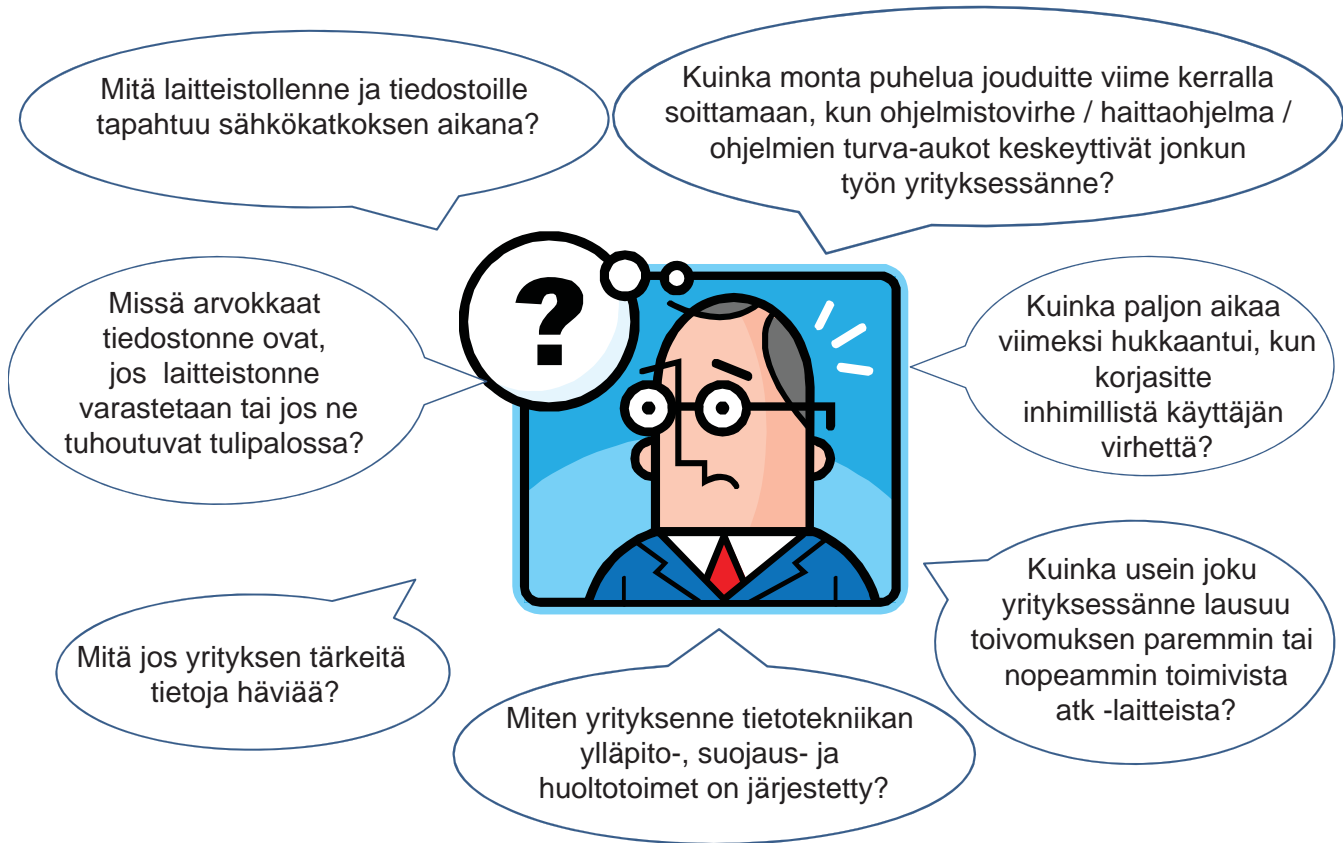 Mitä laitteistollenne ja tiedostoille
tapahtuu sähkökatkoksen aikana?
Kuinka monta puhelua jouduitte viime kerralla
soittamaan, kun ohjelmistovirhe / haittaohjelma /
ohjelmien turva-aukot keskeyttivät jonkun
työn yrityksessänne?
Missä arvokkaat
tiedostonne ovat,
jos laitteistonne
varastetaan tai jos ne
tuhoutuvat tulipalossa?
?
Kuinka paljon aikaa
viimeksi hukkaantui, kun
korjasitte
inhimillistä käyttäjän
virhettä?
Mitä jos yrityksen tärkeitä
tietoja häviää?
Miten yrityksenne tietotekniikan
ylläpito-, suojaus- ja
huoltotoimet on järjestetty?
Kuinka usein joku
yrityksessänne lausuu
toivomuksen paremmin tai
nopeammin toimivista
atk -laitteista?